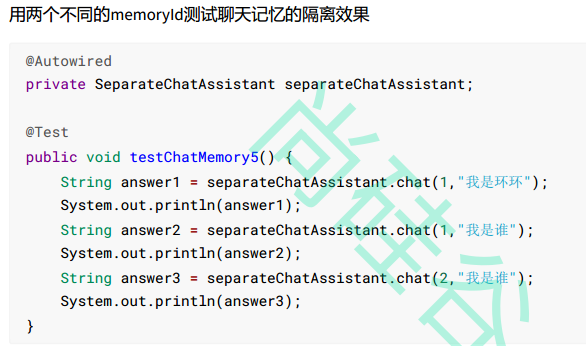 用两个不同的memoryId测试聊天记忆的隔离效果
@Autowired
private SeparateChatAssistant separateChatAssistant;
@Test
public void testChatMemory5() {
String answer1 = separateChatAssistant.chat(1,"我是环环");
System.out.println(answer1);
String answer2 = separateChatAssistant.chat(1,"我是谁");
System.out.println(answer2);
String answer3 = separateChatAssistant.chat(2,"我是谁");
System.out.println(answer3);
}
尚硅谷